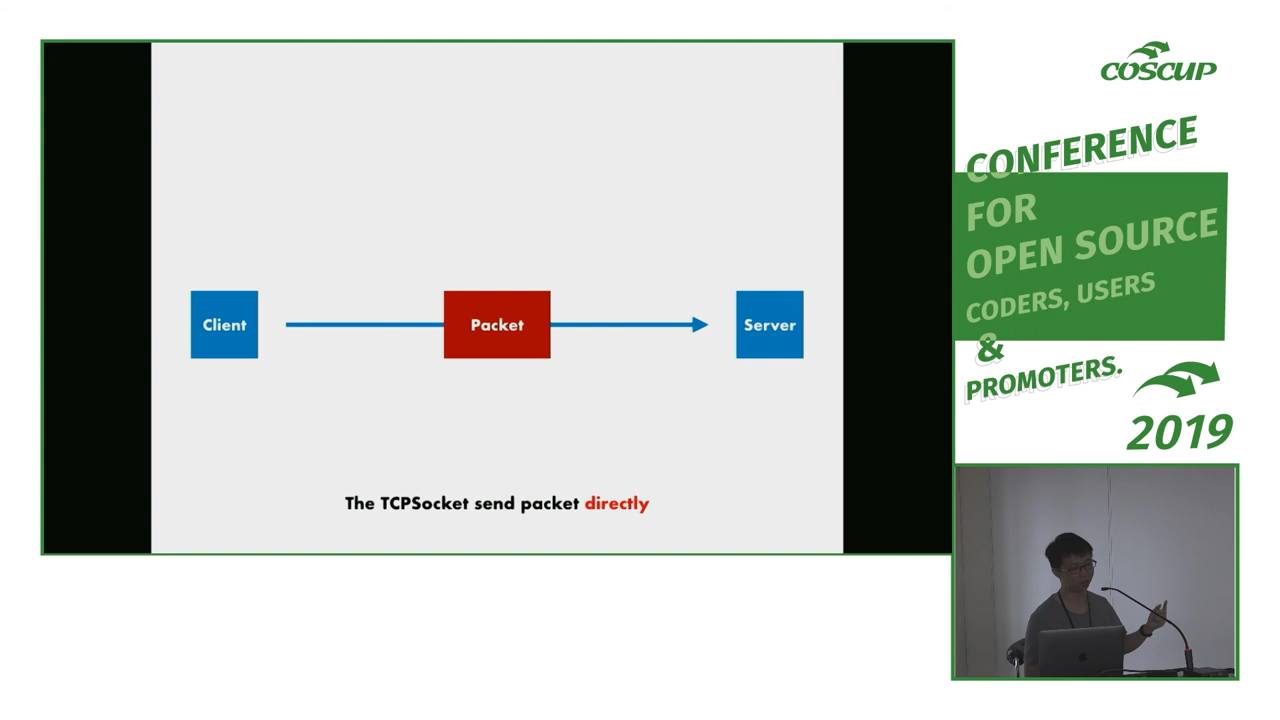 Client
Packet
Server
The TCPSocket send packet directly
COSCUP
CONFERENCE
FOR
OPEN SOURCE
CODERS, USERS
&
PROMOTERS.
2019